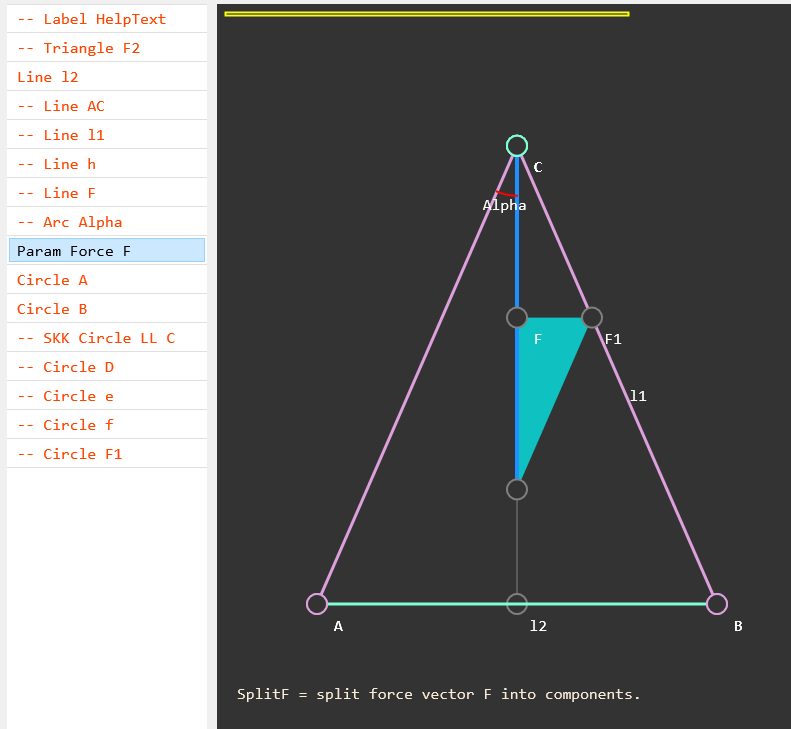 -- Label HelpText
-- Triangle F2
Line l2
-- Line AC
-- Line l1
-- Line h
-- Line F
-- Arc Alpha
Param Force F
Circle A
Circle B
-- SKK Circle LL C
-- Circle D
-- Circle e
-- Circle f
-- Circle F1
C
Alpha
F
F1
l1
A
l2
B
SplitF = split force vector F into components.